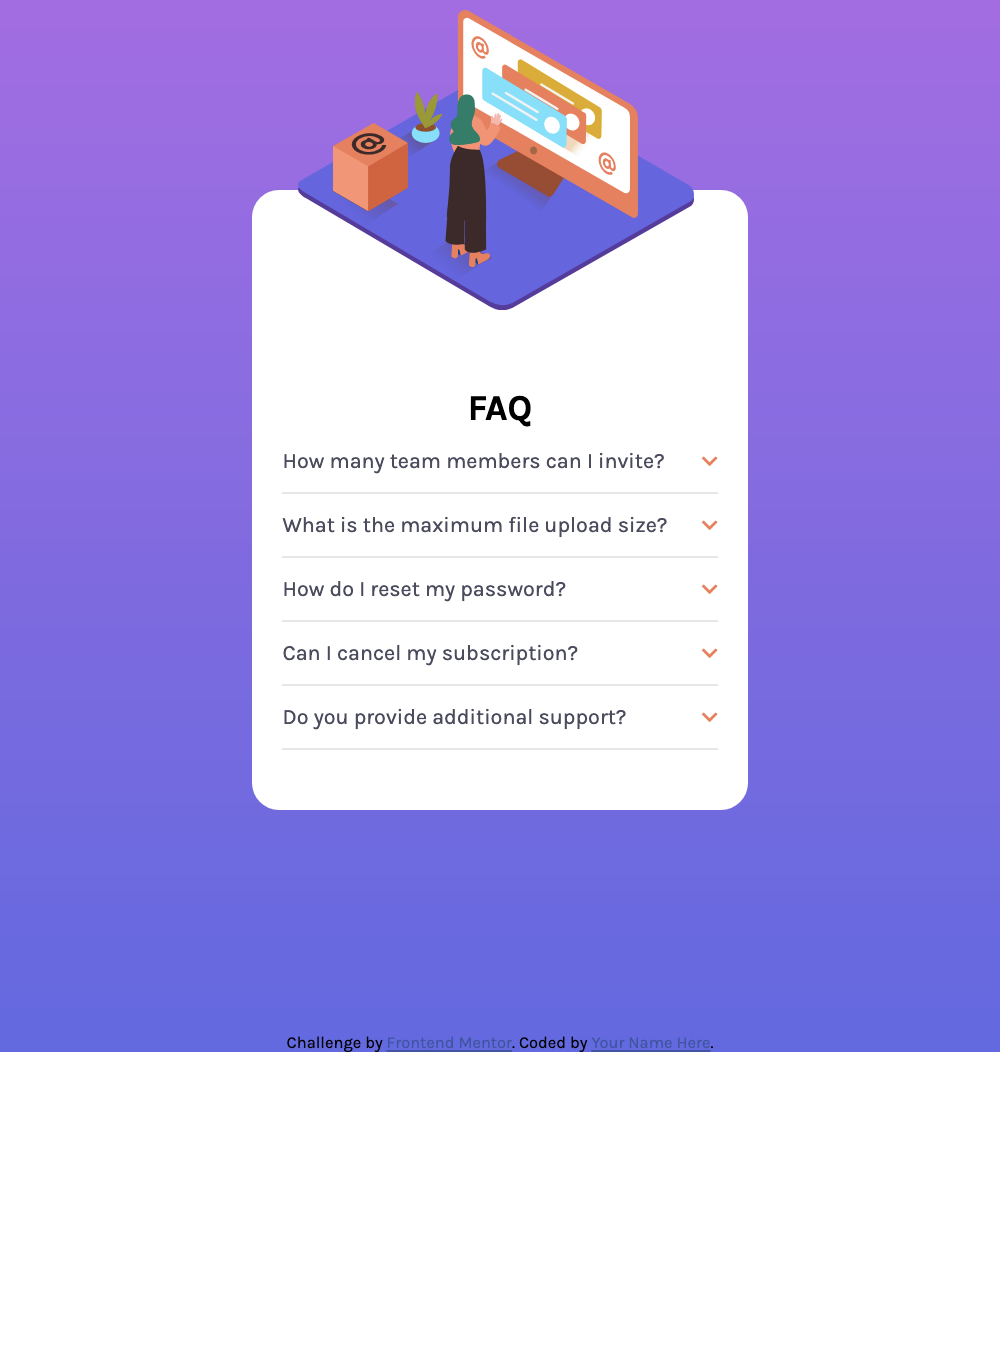 @
@
@
FAQ
How many team members can I invite?
What is the maximum file upload size?
How do I reset my password?
Can I cancel my subscription?
Do you provide additional support?
Challenge by Frontend Mentor. Coded by Your Name Here.